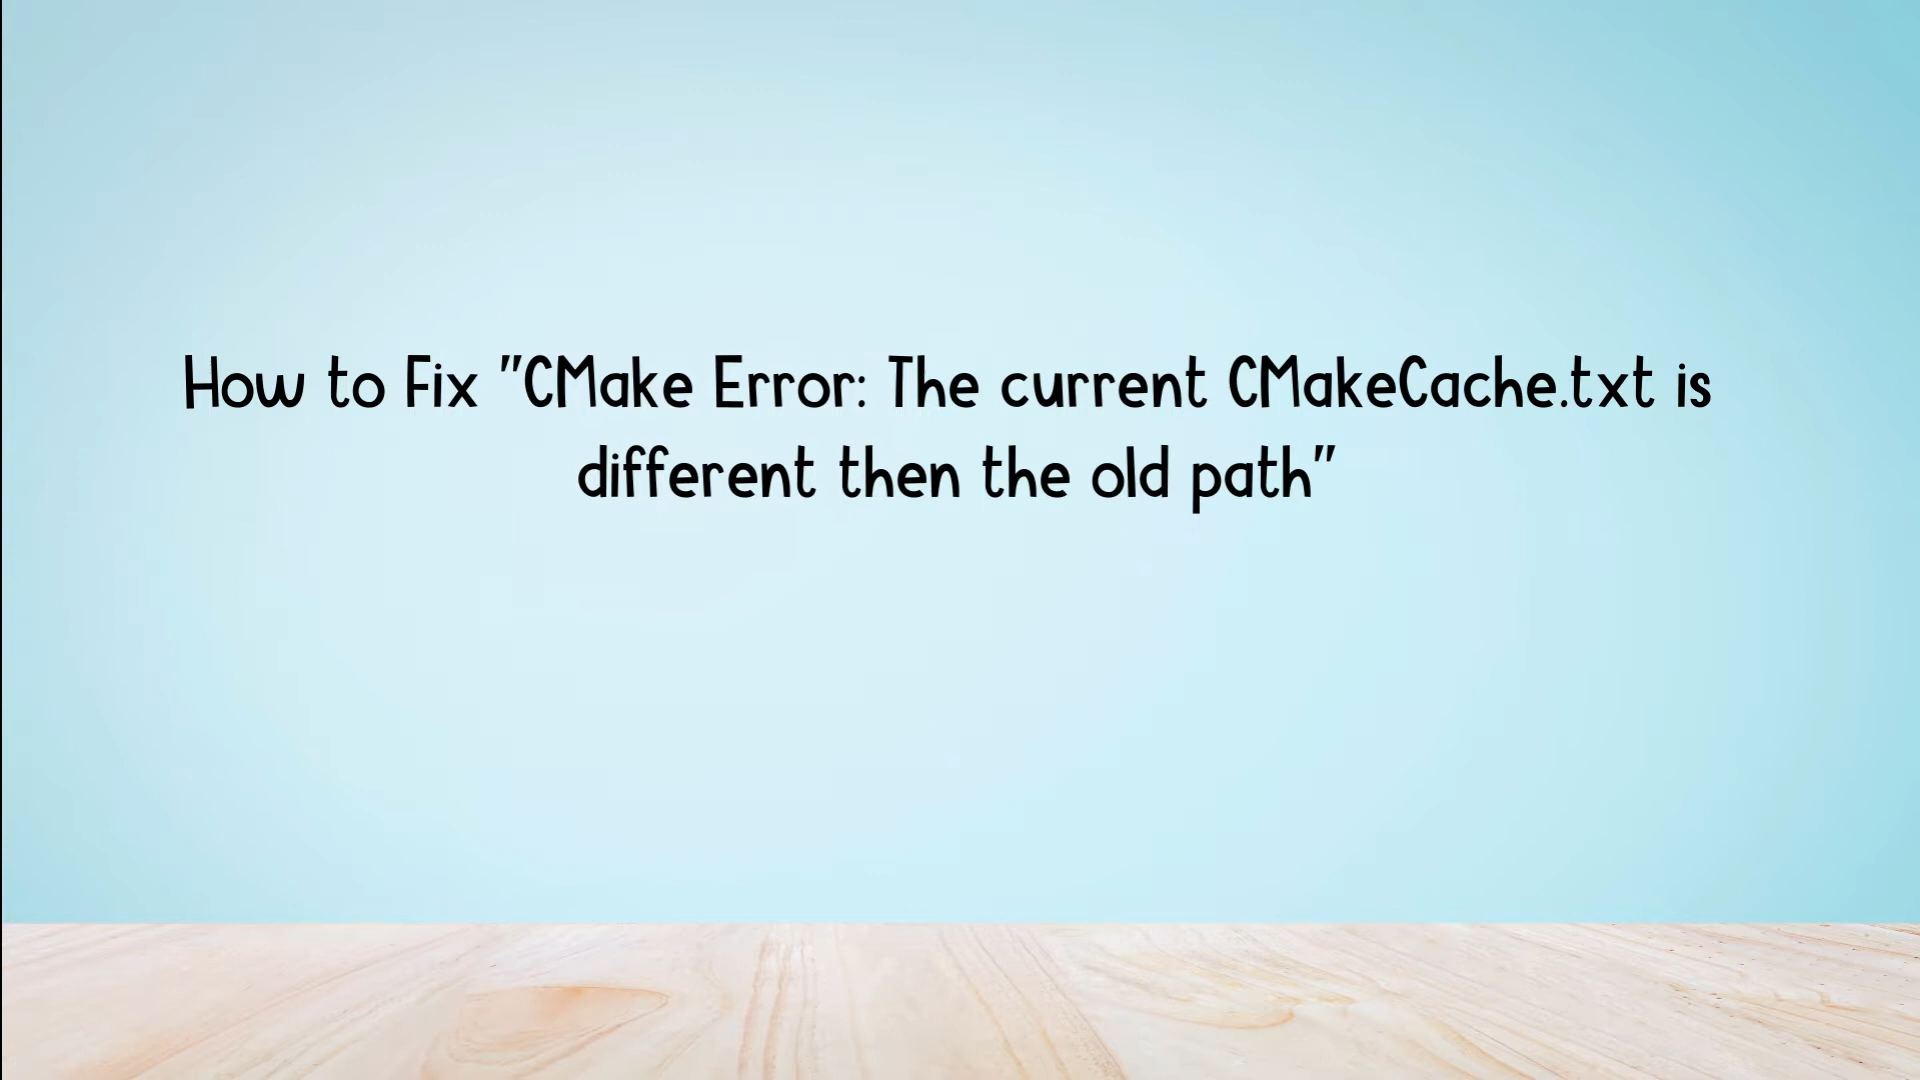 How to Fix "CMake Error: The current CMakeCache.txt is
different then the old path"